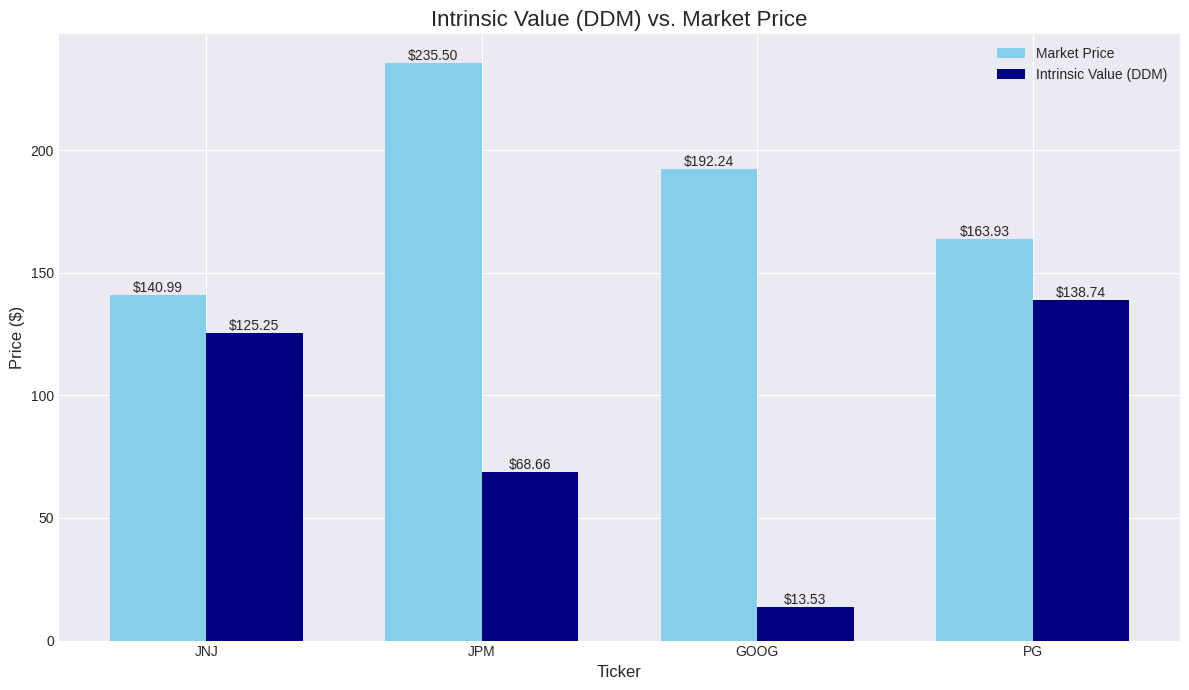 Intrinsic Value (DDM) vs. Market Price
Market Price
Intrinsic Value (DDM)
$235.50
$192.24
$163.93
$140.99
$138.74
$125.25
$68.66
$13.53
200
150
100
50
0
Price ($)
JNJ
JPM
GOOG
PG
Ticker